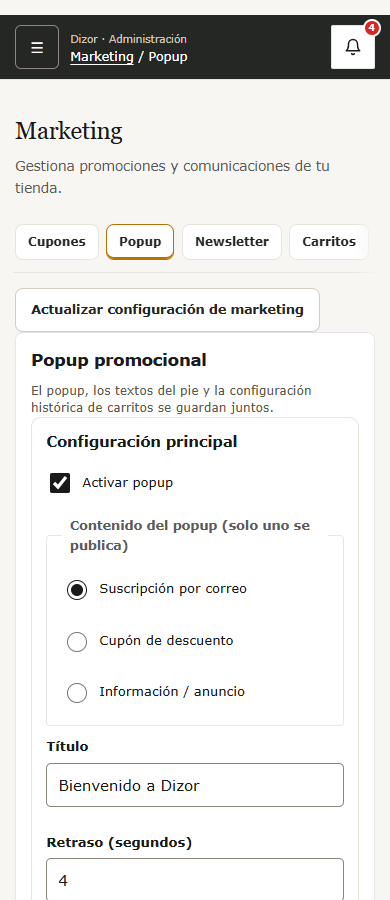 ☰
Dizor · Administración
Marketing / Popup
4
Marketing
Gestiona promociones y comunicaciones de tu
tienda.
Cupones
Popup
Newsletter
Carritos
Actualizar configuración de marketing
Popup promocional
El popup, los textos del pie y la configuración
histórica de carritos se guardan juntos.
Configuración principal
Activar popup
Contenido del popup (solo uno se
publica)
Suscripción por correo
Cupón de descuento
Información / anuncio
Título
Bienvenido a Dizor
Retraso (segundos)
4